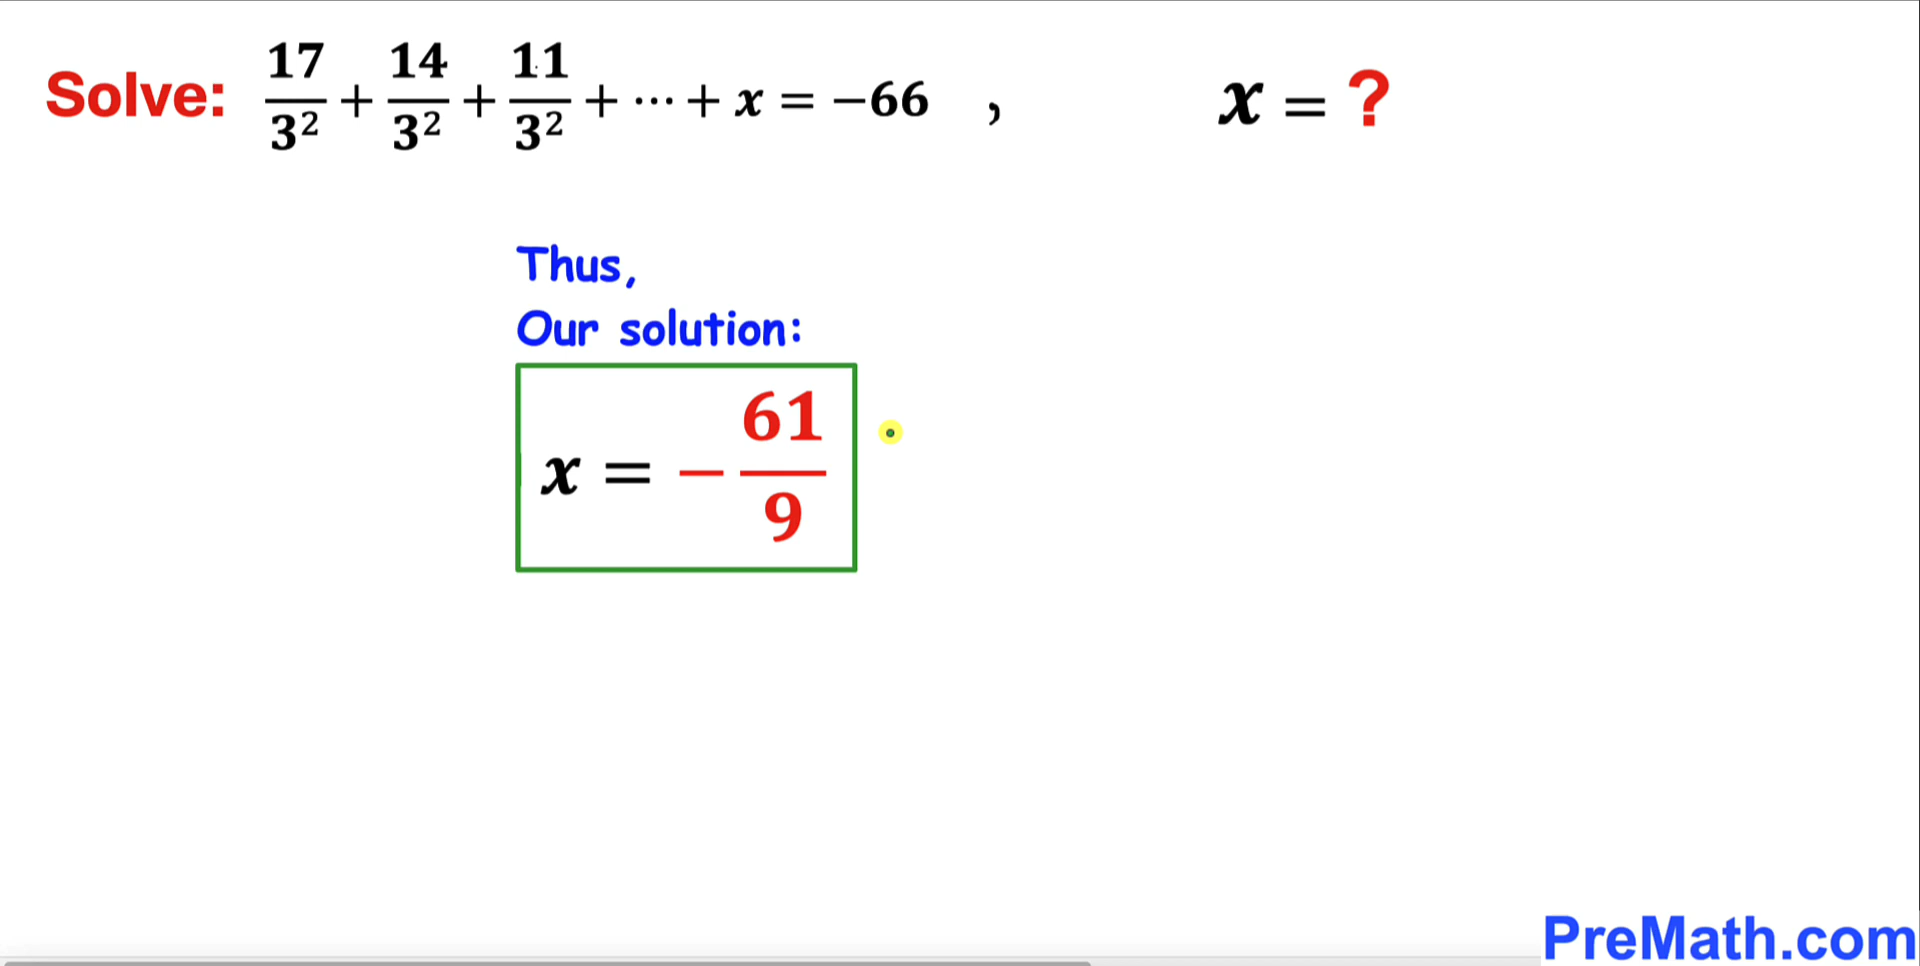 Solve: 17/3² + 14/3² + 11/3² + ⋯ + x = −66 , x = ?
Thus,
Our solution:
x = − 61/9
PreMath.com